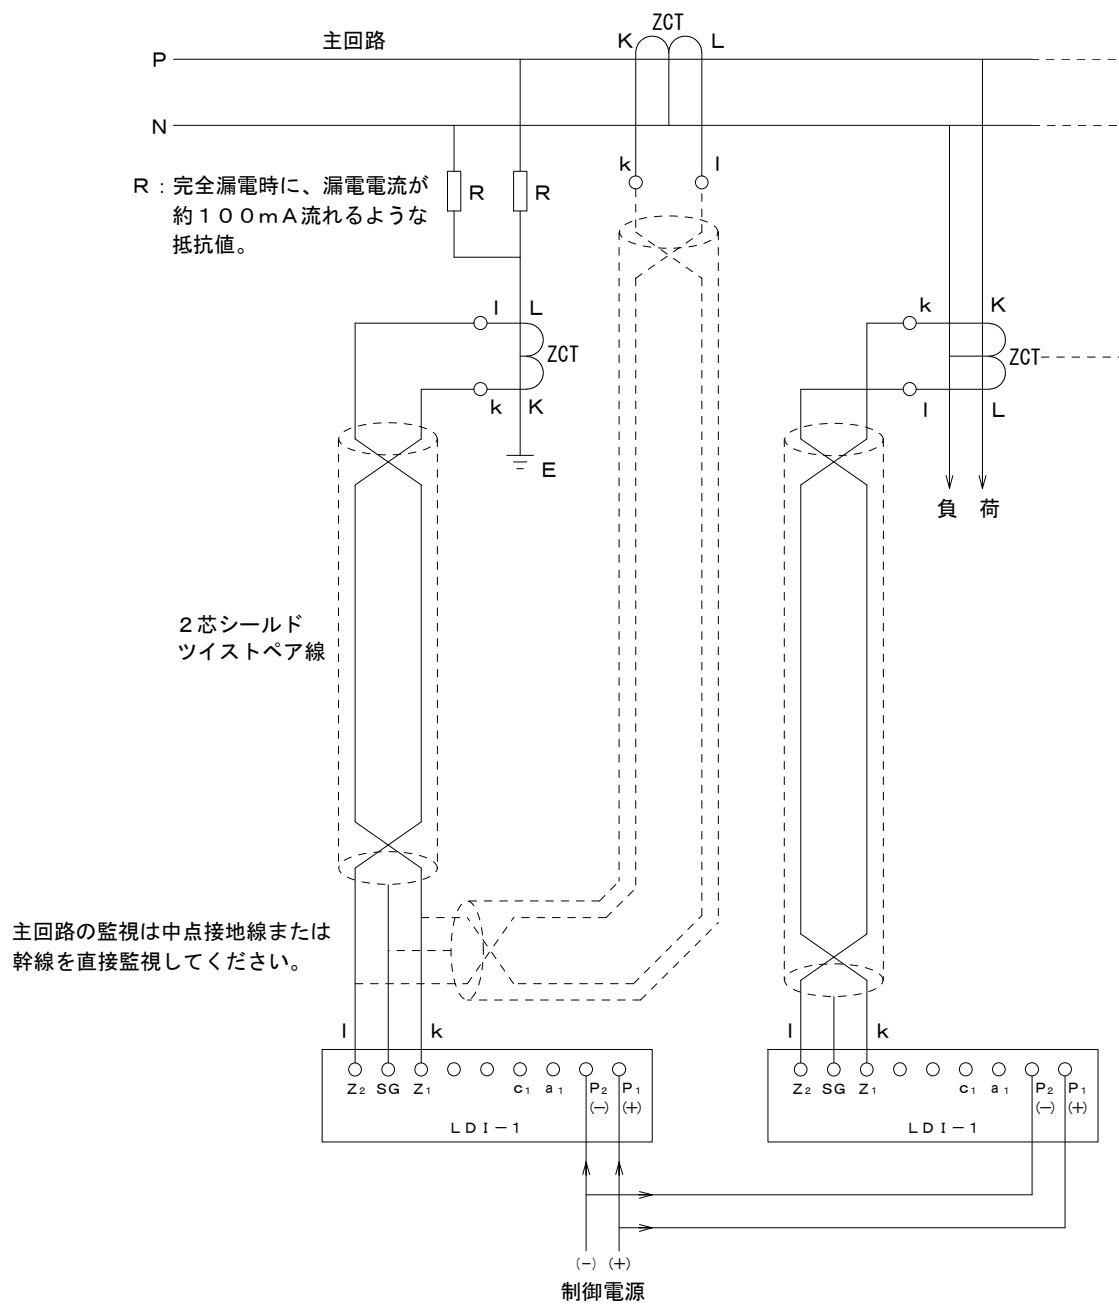 ZCT
K L
主回路
P
N
k l
R：完全漏電時に、漏電電流が
約１００ｍＡ流れるような
抵抗値。
R R
l L
ZCT
k K
E
k K
ZCT
l L
負 荷
２芯シールド
ツイストペア線
主回路の監視は中点接地線または
幹線を直接監視してください。
l k
l k
Z2 SG Z1 c1 a1 P2 P1
(−) (+)
ＬＤＩ−１
Z2 SG Z1 c1 a1 P2 P1
(−) (+)
ＬＤＩ−１
(−) (+)
制御電源